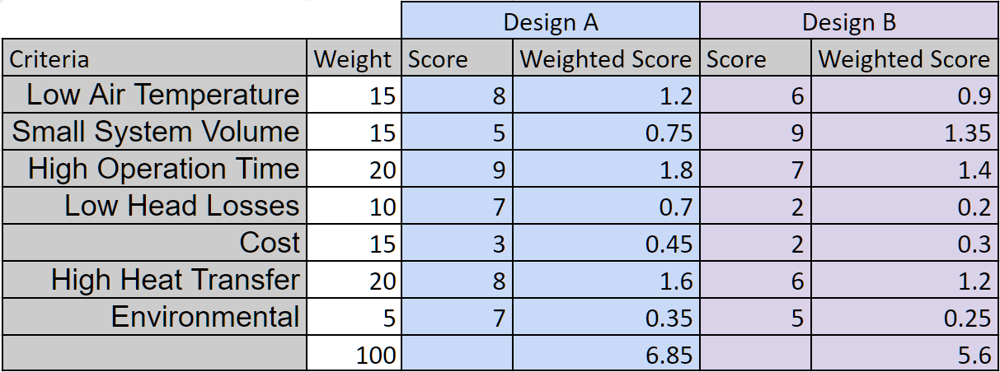 Design A Design B
Criteria Weight Score Weighted Score Score Weighted Score
Low Air Temperature 15 8 1.2 6 0.9
Small System Volume 15 5 0.75 9 1.35
High Operation Time 20 9 1.8 7 1.4
Low Head Losses 10 7 0.7 2 0.2
Cost 15 3 0.45 2 0.3
High Heat Transfer 20 8 1.6 6 1.2
Environmental 5 7 0.35 5 0.25
100 6.85 5.6